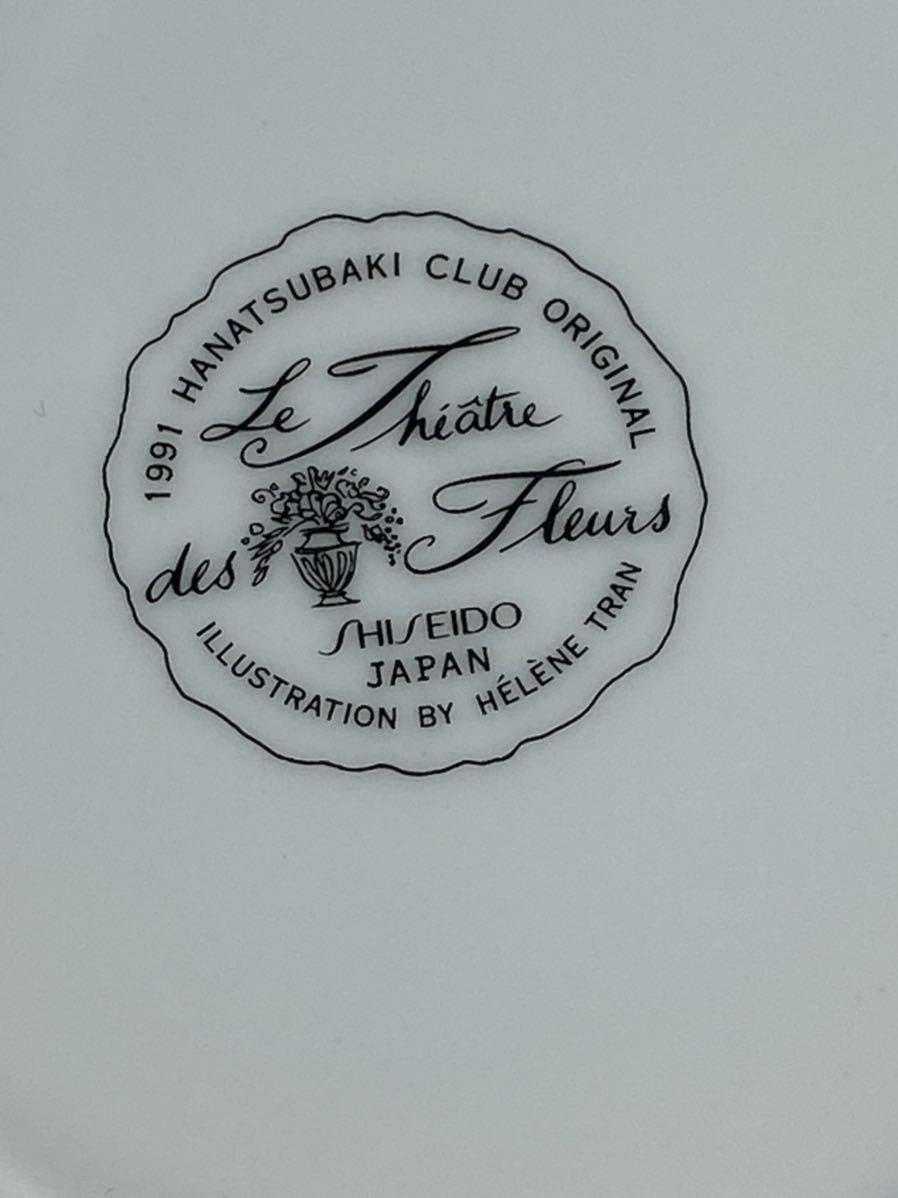 1991 HANATSUBAKI CLUB ORIGINAL
Le Théâtre
des Fleurs
SHISEIDO
JAPAN
ILLUSTRATION BY HÉLÈNE TRAN